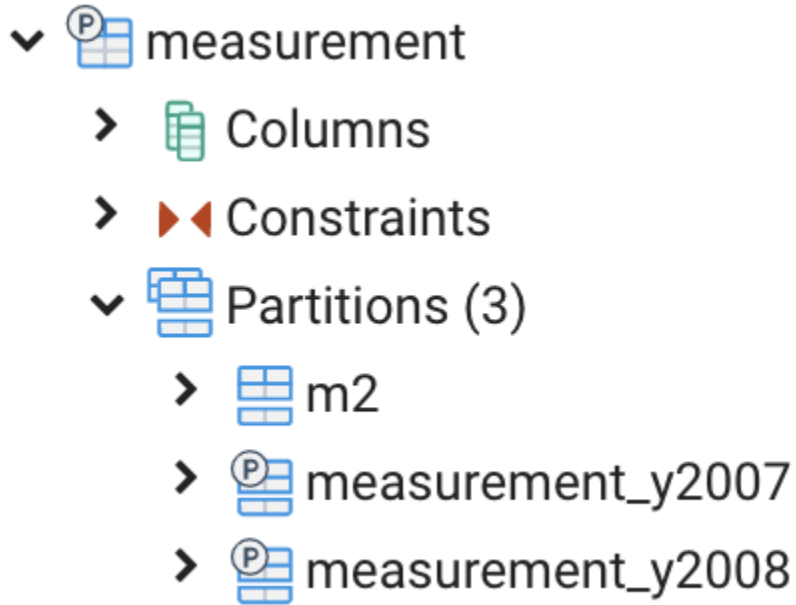 P measurement
Columns
Constraints
Partitions (3)
m2
P measurement_y2007
P measurement_y2008